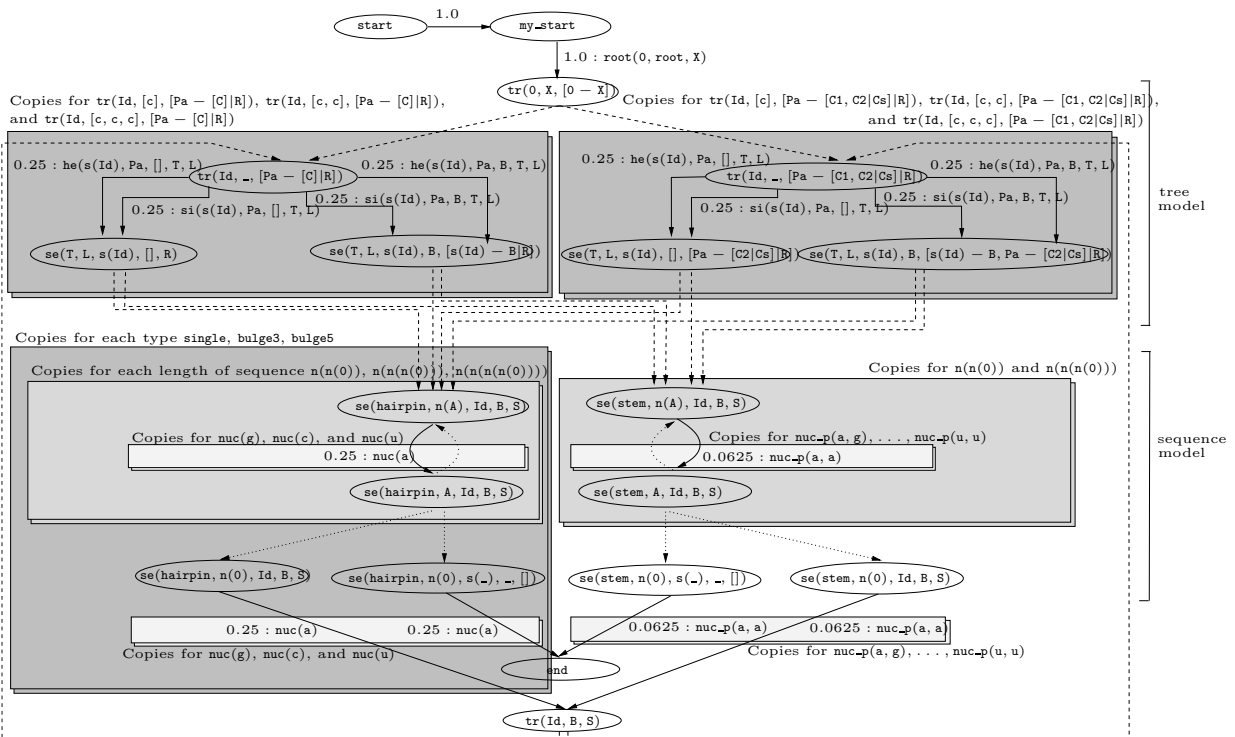 1.0
start
my_start
1.0 : root(0, root, X)
tr(0, X, [0 − X])
Copies for tr(Id, [c], [Pa − [C]|R]), tr(Id, [c, c], [Pa − [C]|R]),
and tr(Id, [c, c, c], [Pa − [C]|R])
Copies for tr(Id, [c], [Pa − [C1, C2|Cs]|R]), tr(Id, [c, c], [Pa − [C1, C2|Cs]|R]),
and tr(Id, [c, c, c], [Pa − [C1, C2|Cs]|R])
0.25 : he(s(Id), Pa, [], T, L)
0.25 : he(s(Id), Pa, B, T, L)
tr(Id, _, [Pa − [C]|R])
0.25 : si(s(Id), Pa, B, T, L)
0.25 : si(s(Id), Pa, [], T, L)
se(T, L, s(Id), [], R)
se(T, L, s(Id), B, [s(Id) − B|R])
0.25 : he(s(Id), Pa, [], T, L)
0.25 : he(s(Id), Pa, B, T, L)
tr(Id, _, [Pa − [C1, C2|Cs]|R])
0.25 : si(s(Id), Pa, B, T, L)
0.25 : si(s(Id), Pa, [], T, L)
se(T, L, s(Id), [], [Pa − [C2|Cs]|R])
se(T, L, s(Id), B, [s(Id) − B, Pa − [C2|Cs]|R])
tree
model
Copies for each type single, bulge3, bulge5
Copies for each length of sequence n(n(0)), n(n(n(0))), n(n(n(n(0))))
Copies for n(n(0)) and n(n(n(0)))
se(hairpin, n(A), Id, B, S)
se(stem, n(A), Id, B, S)
Copies for nuc(g), nuc(c), and nuc(u)
Copies for nuc_p(a, g), . . . , nuc_p(u, u)
0.25 : nuc(a)
0.0625 : nuc_p(a, a)
sequence
model
se(hairpin, A, Id, B, S)
se(stem, A, Id, B, S)
se(hairpin, n(0), Id, B, S)
se(hairpin, n(0), s(_), _, [])
se(stem, n(0), s(_), _, [])
se(stem, n(0), Id, B, S)
0.25 : nuc(a)
0.25 : nuc(a)
0.0625 : nuc_p(a, a)
0.0625 : nuc_p(a, a)
Copies for nuc(g), nuc(c), and nuc(u)
Copies for nuc_p(a, g), . . . , nuc_p(u, u)
end
tr(Id, B, S)